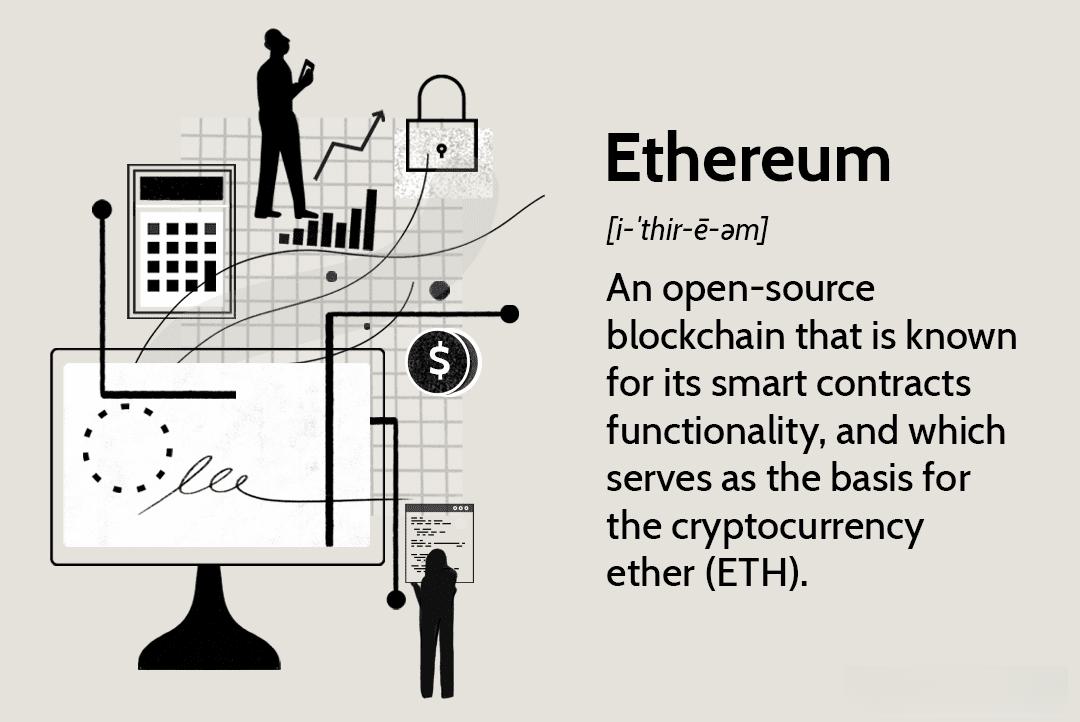 Ethereum
[i-ˈthir-ē-əm]
An open-source
blockchain that is known
for its smart contracts
functionality, and which
serves as the basis for
the cryptocurrency
ether (ETH).
$